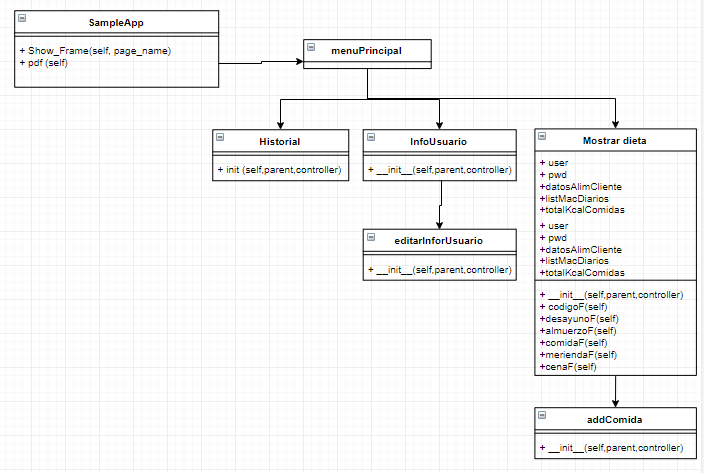 SampleApp
+ Show_Frame(self, page_name)
+ pdf (self)
menuPrincipal
Historial
+ init (self,parent,controller)
InfoUsuario
+ __init__(self,parent,controller)
editarInforUsuario
+ __init__(self,parent,controller)
Mostrar dieta
+ user
+ pwd
+datosAlimCliente
+listMacDiarios
+totalKcalComidas
+ user
+ pwd
+datosAlimCliente
+listMacDiarios
+totalKcalComidas
+ __init__(self,parent,controller)
+ codigoF(self)
+desayunoF(self)
+almuerzoF(self)
+comidaF(self)
+meriendaF(self)
+cenaF(self)
addComida
+ __init__(self,parent,controller)